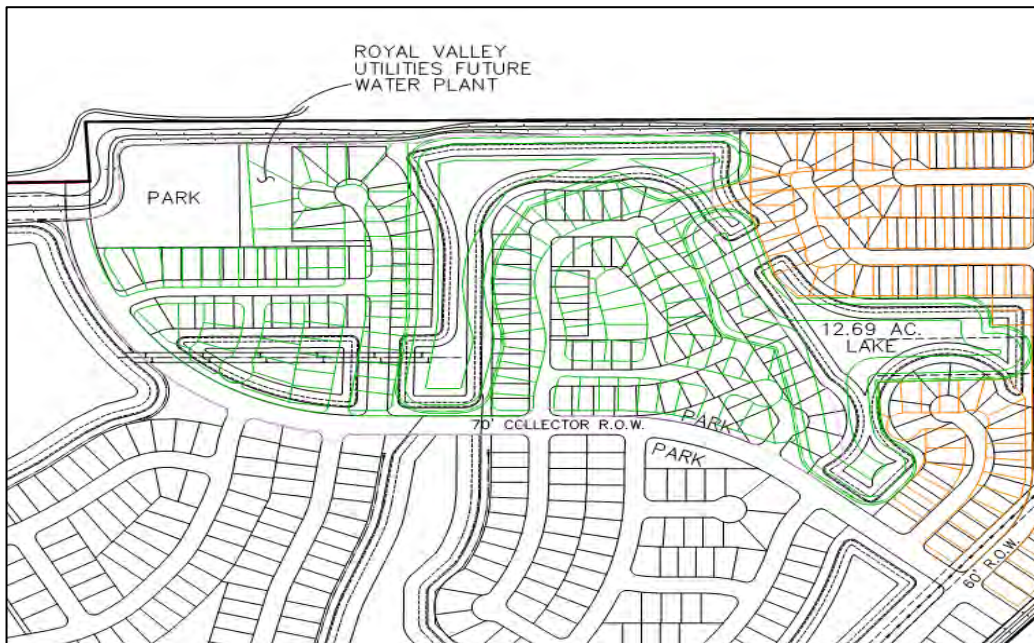 ROYAL VALLEY
UTILITIES FUTURE
WATER PLANT
PARK
12.69 AC.
LAKE
PARK
70' COLLECTOR R.O.W.
PARK
60' R.O.W.